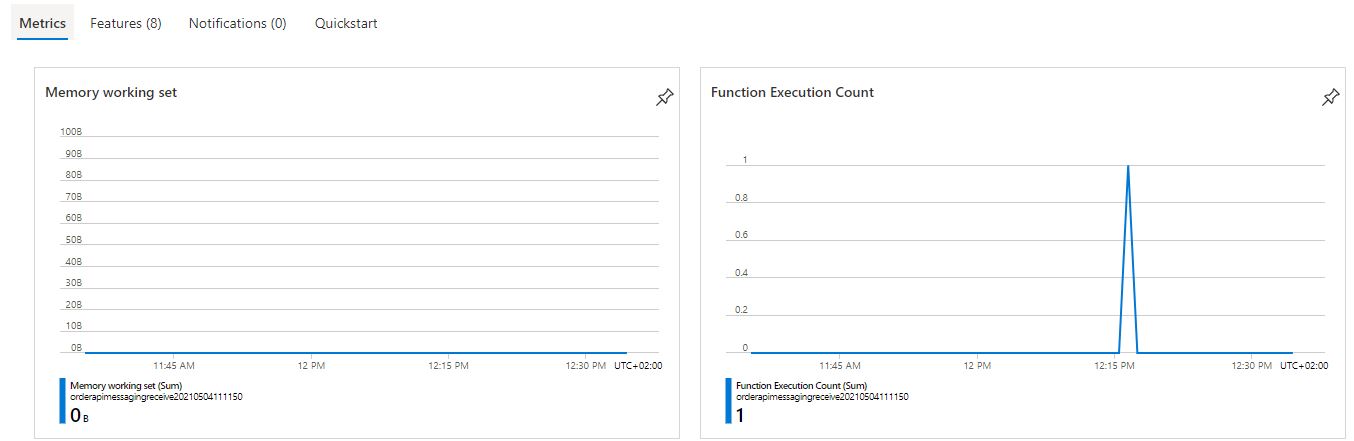 Metrics Features (8) Notifications (0) Quickstart
Memory working set
100B
90B
80B
70B
60B
50B
40B
30B
20B
10B
0B
11:45 AM 12 PM 12:15 PM 12:30 PM UTC+02:00
Memory working set (Sum)
orderapimessagingreceive20210504111150
0 B
Function Execution Count
1
0.8
0.6
0.4
0.2
0
11:45 AM 12 PM 12:15 PM 12:30 PM UTC+02:00
Function Execution Count (Sum)
orderapimessagingreceive20210504111150
1